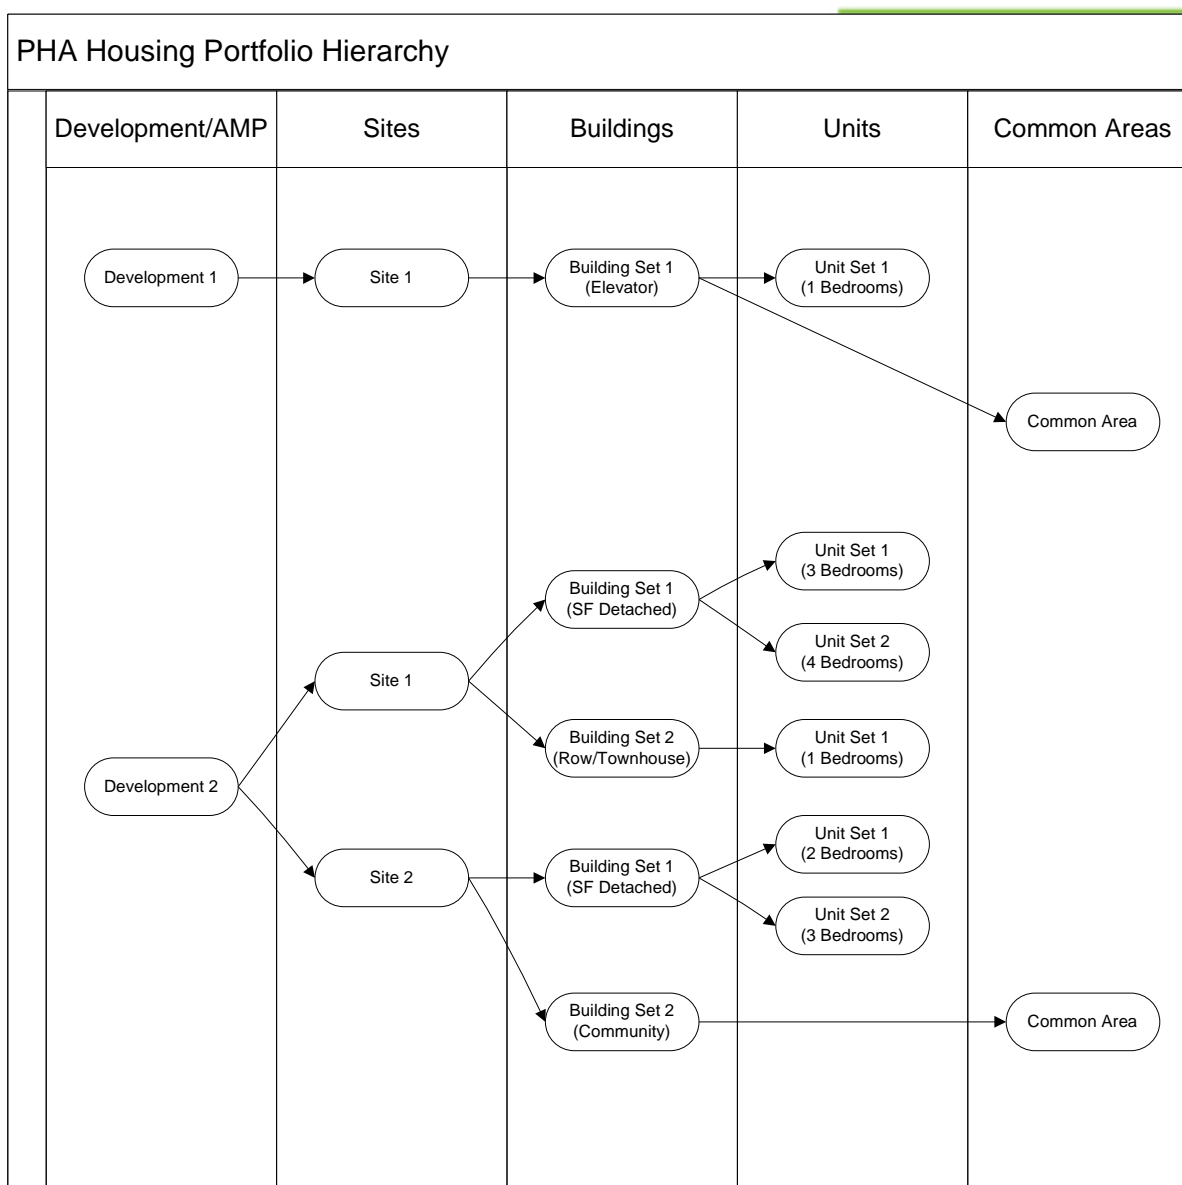 PHA Housing Portfolio Hierarchy
Development/AMP
Sites
Buildings
Units
Common Areas
Development 1
Site 1
Building Set 1
(Elevator)
Unit Set 1
(1 Bedrooms)
Common Area
Development 2
Site 1
Building Set 1
(SF Detached)
Unit Set 1
(3 Bedrooms)
Unit Set 2
(4 Bedrooms)
Building Set 2
(Row/Townhouse)
Unit Set 1
(1 Bedrooms)
Site 2
Building Set 1
(SF Detached)
Unit Set 1
(2 Bedrooms)
Unit Set 2
(3 Bedrooms)
Building Set 2
(Community)
Common Area